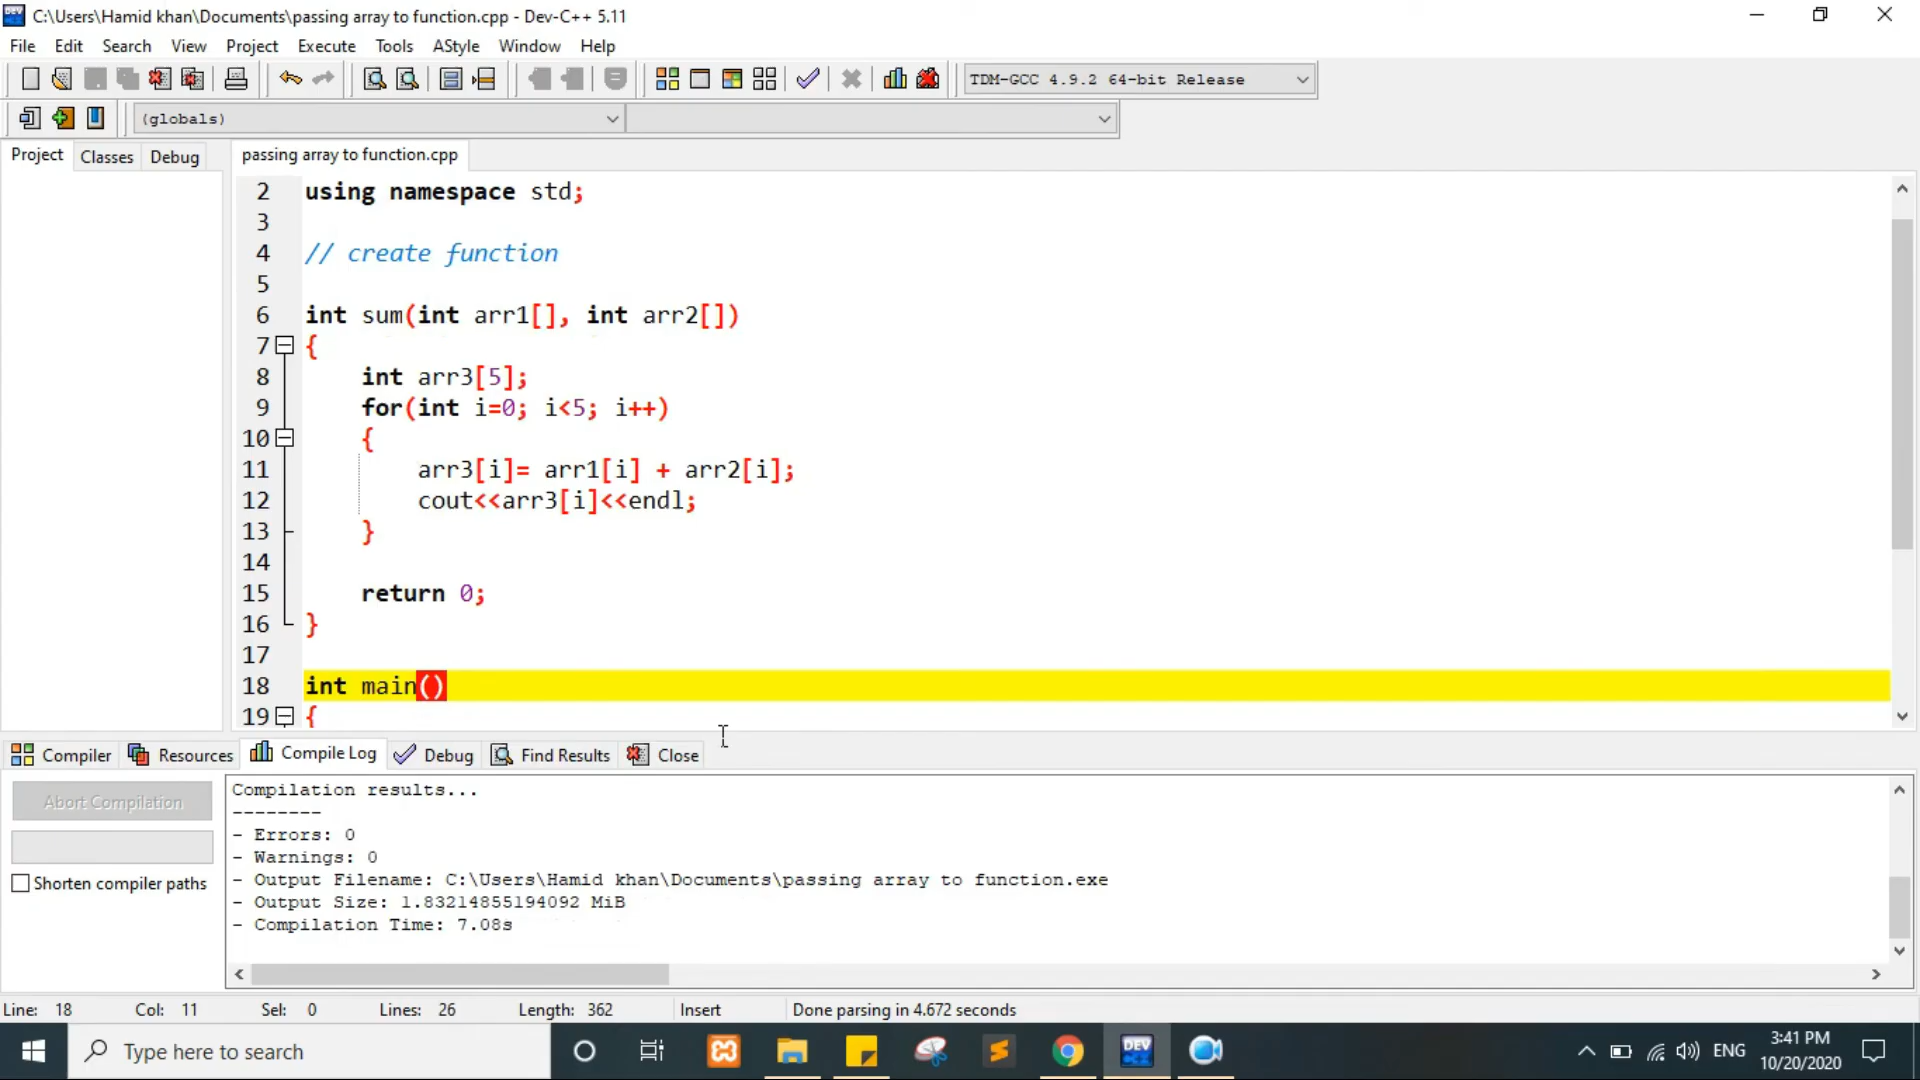 C:\Users\Hamid khan\Documents\passing array to function.cpp - Dev-C++ 5.11
File Edit Search View Project Execute Tools AStyle Window Help
TDM-GCC 4.9.2 64-bit Release
(globals)
Project Classes Debug passing array to function.cpp
2 using namespace std;
3
4 // create function
5
6 int sum(int arr1[], int arr2[])
7 {
8 int arr3[5];
9 for(int i=0; i<5; i++)
10 {
11 arr3[i]= arr1[i] + arr2[i];
12 cout<<arr3[i]<<endl;
13 }
14
15 return 0;
16 }
17
18 int main()
19 {
Compiler Resources Compile Log Debug Find Results Close
Abort Compilation
Shorten compiler paths
Compilation results...
--------
- Errors: 0
- Warnings: 0
- Output Filename: C:\Users\Hamid khan\Documents\passing array to function.exe
- Output Size: 1.83214855194092 MiB
- Compilation Time: 7.08s
Line: 18 Col: 11 Sel: 0 Lines: 26 Length: 362 Insert Done parsing in 4.672 seconds
Type here to search
DEV
ENG
3:41 PM
10/20/2020